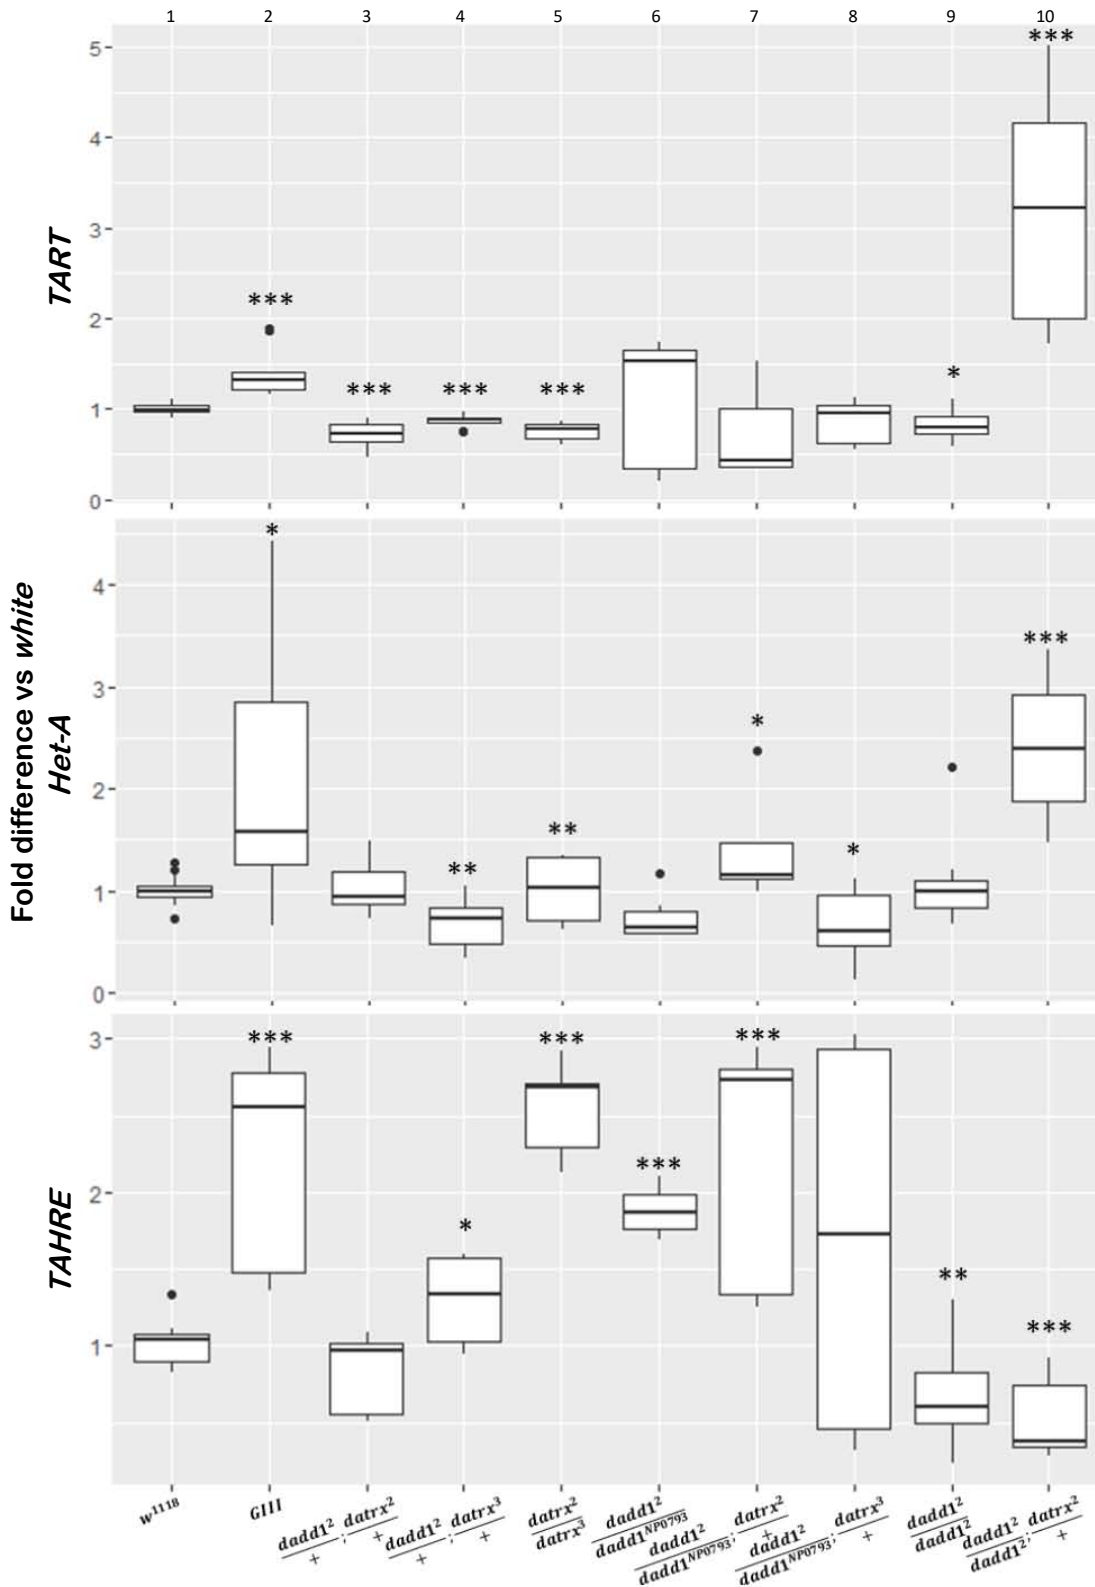 1 2 3 4 5 6 7 8 9 10
Fold difference vs white
TART
5
4
3
2
1
0
***
***
***
***
***
*
Het-A
4
3
2
1
0
*
**
**
*
*
***
TAHRE
3
2
1
***
*
***
***
***
**
***
w¹¹¹⁸
GIII
dadd1²/+ ; datrx²/+
dadd1²/+ ; datrx³/+
datrx²/datrx³
dadd1²/dadd1ᴺᴾ⁰⁷⁹³
dadd1²/dadd1ᴺᴾ⁰⁷⁹³ ; datrx²/+
dadd1²/dadd1ᴺᴾ⁰⁷⁹³ ; datrx³/+
dadd1²/dadd1²
dadd1²/dadd1² ; datrx²/+